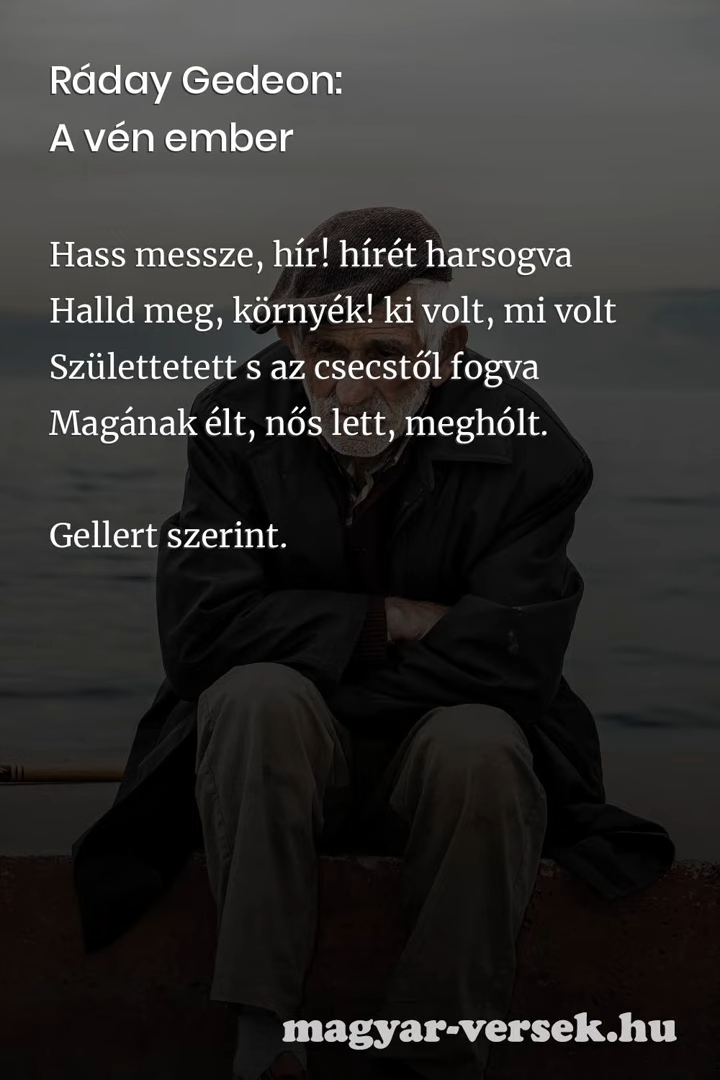 Ráday Gedeon:
A vén ember
Hass messze, hír! hírét harsogva
Halld meg, környék! ki volt, mi volt
Születtetett s az csecstől fogva
Magának élt, nős lett, meghólt.
Gellert szerint.
magyar-versek.hu